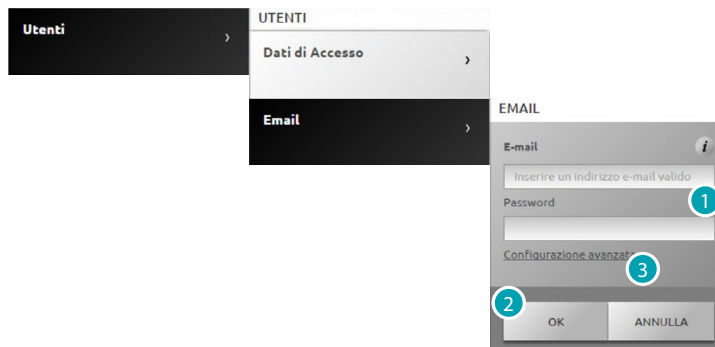 Utenti
UTENTI
Dati di Accesso
Email
EMAIL
E-mail
i
Inserire un indirizzo e-mail valido
1
Password
Configurazione avanzata
3
2
OK
ANNULLA